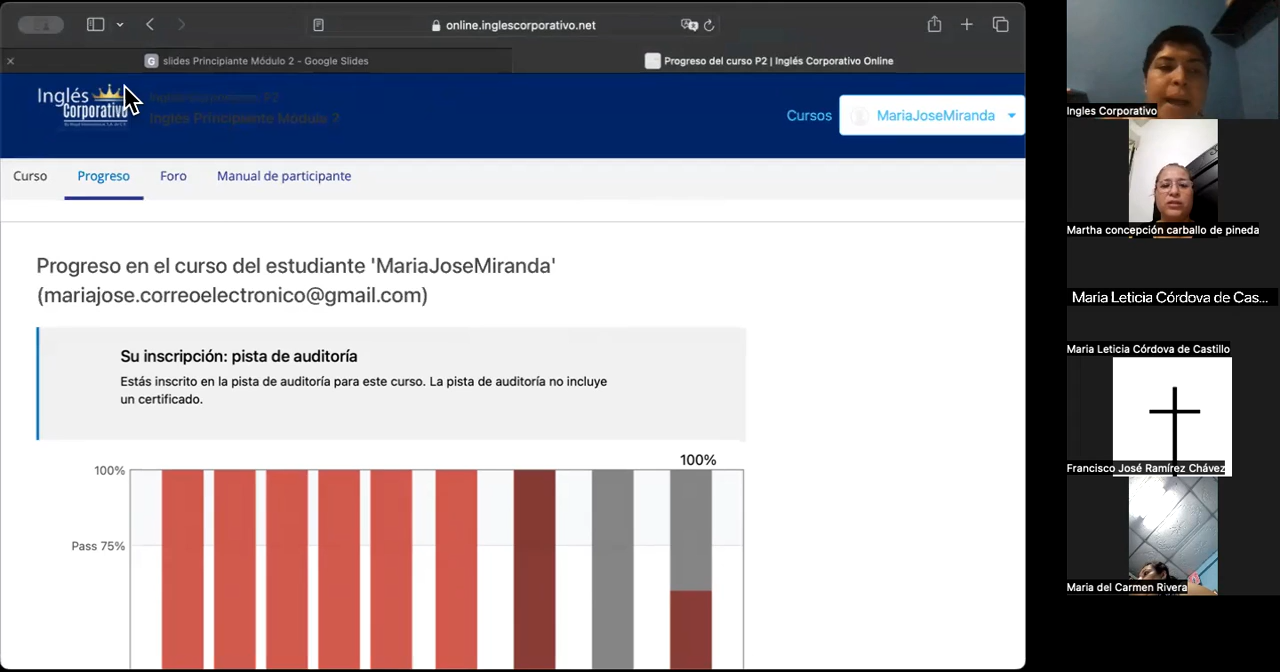 online.inglescorporativo.net
slides Principiante Módulo 2 - Google Slides
Progreso del curso P2 | Inglés Corporativo Online
Inglés
Corporativo
Inglés Principiante Módulo 2
Cursos
MariaJoseMiranda
Curso
Progreso
Foro
Manual de participante
Progreso en el curso del estudiante 'MariaJoseMiranda'
(mariajose.correoelectronico@gmail.com)
Su inscripción: pista de auditoría
Estás inscrito en la pista de auditoría para este curso. La pista de auditoría no incluye
un certificado.
100%
100%
Pass 75%
Ingles Corporativo
Martha concepción carballo de pineda
Maria Leticia Córdova de Cas...
Maria Leticia Córdova de Castillo
Francisco José Ramírez Chávez
Maria del Carmen Rivera